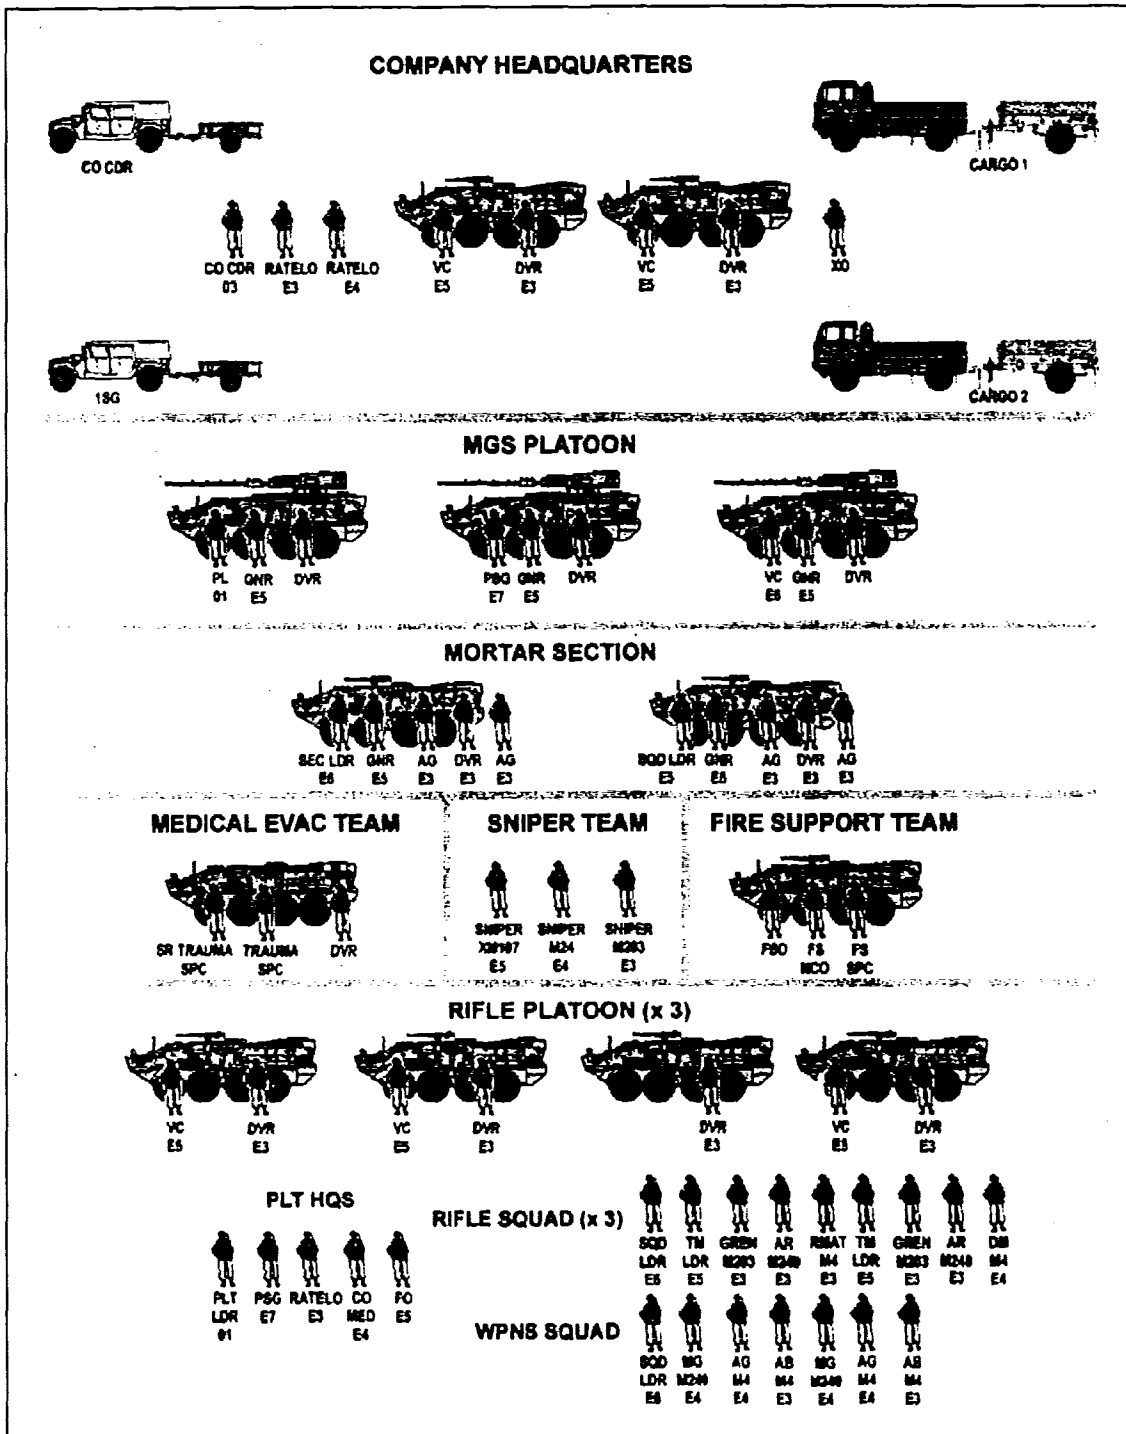 COMPANY HEADQUARTERS
CO CDR
CARGO 1
CO CDR RATELO RATELO VC DVR VC DVR XO
03 E3 E4 E5 E3 E5 E3
1SG
CARGO 2
MGS PLATOON
PL GNR DVR PSG GNR DVR VC GNR DVR
01 E5 E7 E5 E6 E5
MORTAR SECTION
SEC LDR GNR AG DVR AG SQD LDR GNR AG DVR AG
E6 E5 E3 E3 E3 E5 E3 E3 E3
MEDICAL EVAC TEAM SNIPER TEAM FIRE SUPPORT TEAM
SR TRAUMA TRAUMA DVR SNIPER SNIPER SNIPER FSO FS FS
SPC SPC XM107 M24 M203 NCO SPC
E5 E4 E3
RIFLE PLATOON (x 3)
VC DVR VC DVR DVR VC DVR
E5 E3 E5 E3 E3 E5 E3
PLT HQS
RIFLE SQUAD (x 3)
SQD TM GREN AR RMAT TM GREN AR DM
LDR LDR M203 M249 M4 LDR M203 M249 M4
E6 E5 E3 E3 E3 E5 E3 E3 E4
PLT PSG RATELO CO FO
LDR E7 E3 MED E5
01 E4
WPNS SQUAD
SQD MG AG AB MG AG AB
LDR M240 M4 M4 M240 M4 M4
E6 E4 E4 E3 E4 E4 E3